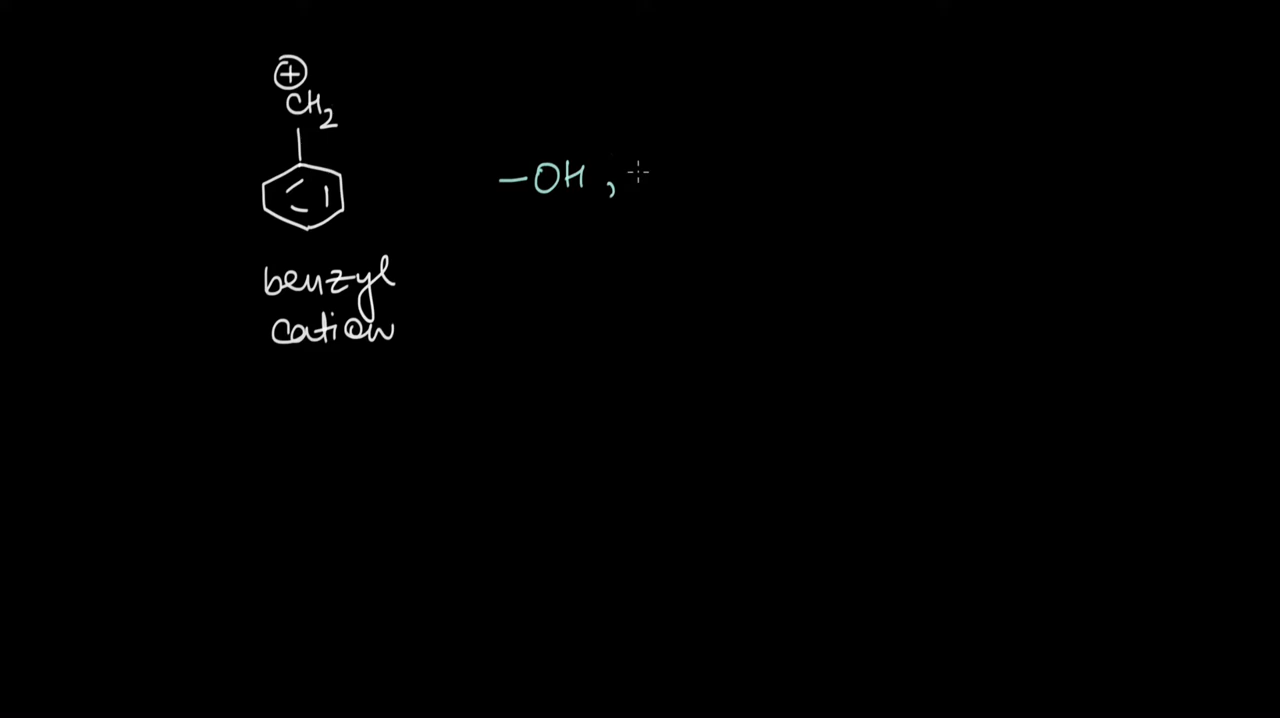 ⊕
CH₂
—OH ,
benzyl
cation